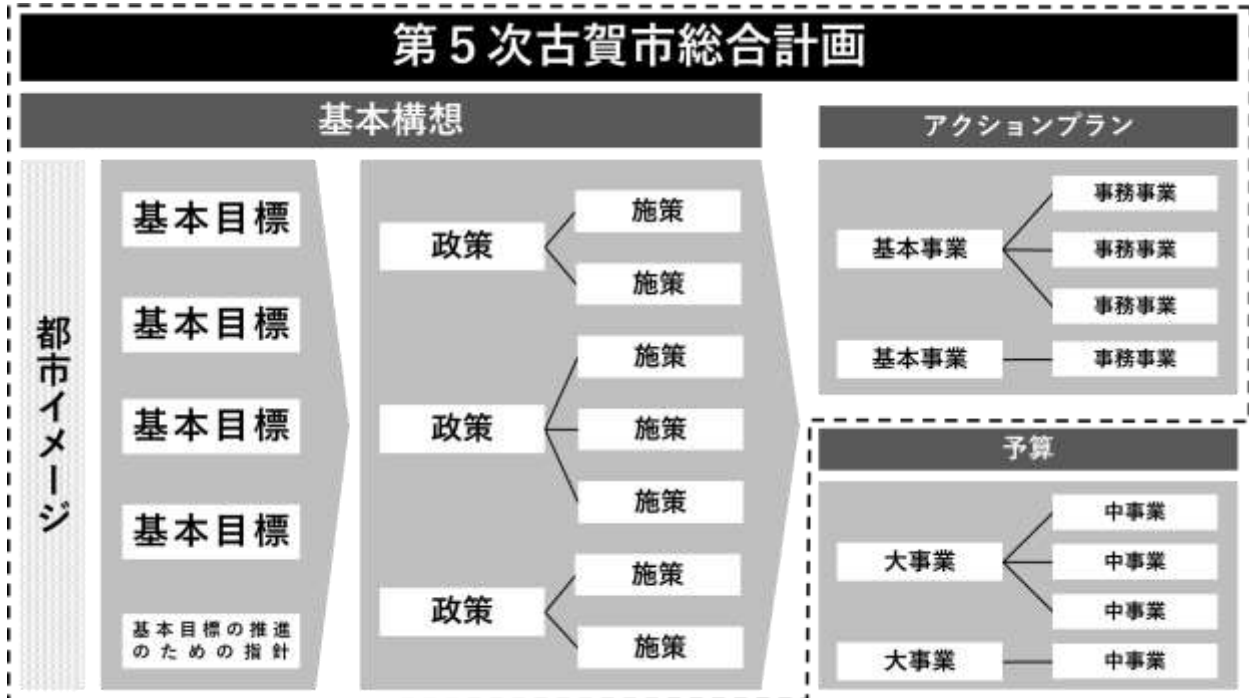 第5次古賀市総合計画
基本構想
都市イメージ
基本目標
基本目標
基本目標
基本目標
基本目標の推進
のための指針
政策
施策
施策
政策
施策
施策
施策
政策
施策
施策
アクションプラン
基本事業
事務事業
事務事業
事務事業
基本事業
事務事業
予算
大事業
中事業
中事業
中事業
大事業
中事業